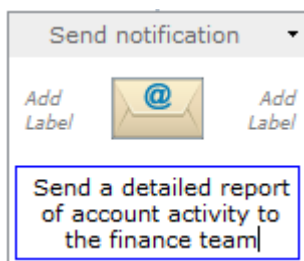 Send notification
Add Add
Label Label
@
Send a detailed report
of account activity to
the finance team